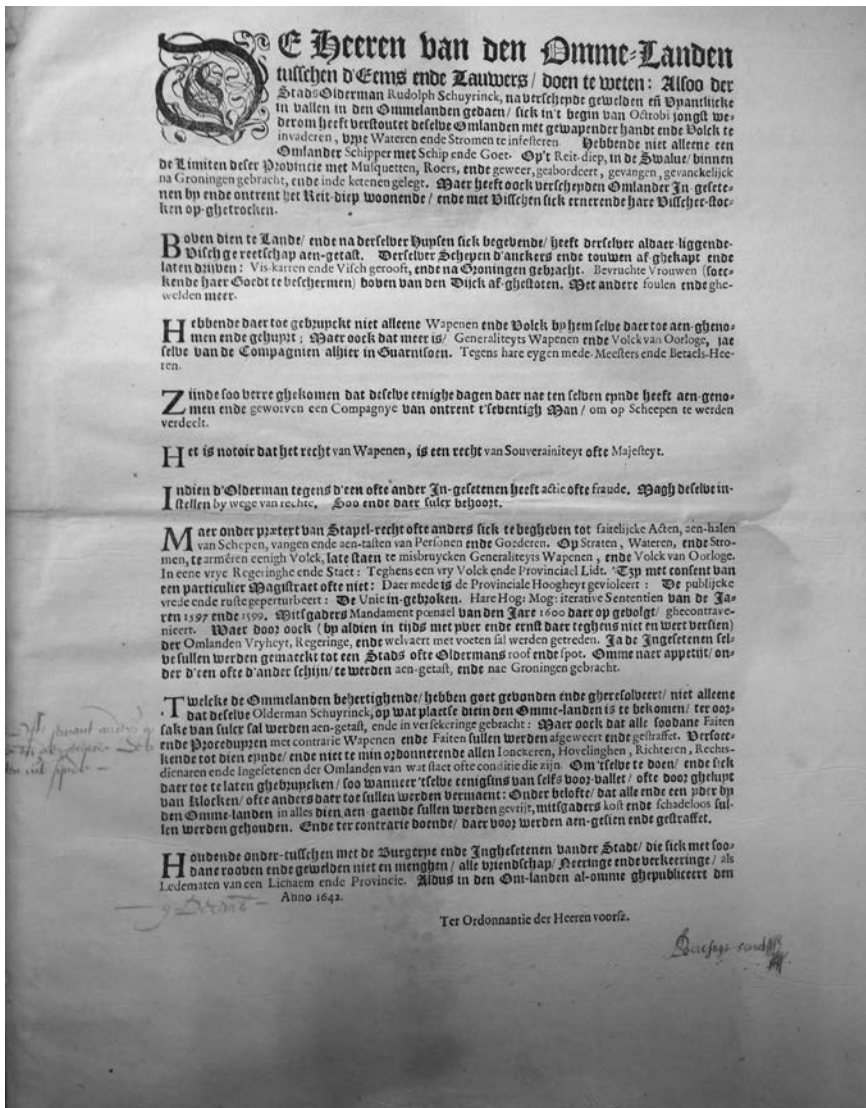 DE Heeren van den Omme-Landen
tusschen d'Eems ende Lauwers/ doen te weten: Alsoo der
Stads Olderman Rudolph Schuyrinck, na verscheyde gewelden eñ vyantlijcke
in vallen in den Ommelanden gedaen/ sick in't begin van Octrobi jongst we-
derom heeft verstoutet deselve Omlanden met gewapender handt ende Volck te
invaderen, vrye Wateren ende Stromen te infesteren. Hebbende niet alleene een
Omlander Schipper met Schip ende Goet. Op't Reit-diep, in de Swalue/ binnen
de Limiten deser Provincie met Musquetten, Roers, ende geweer, geabordeert, gevangen, gevanckelijck
na Groningen gebracht, ende inde ketenen gelegt. Maer heeft oock verscheyden Omlander In-gesete-
nen by ende ontrent het Reit-diep woonende/ ende met Visschen sick ernerende hare Visscher-stoc-
ken op-ghetrocken.
Boven dien te Lande/ ende na derselver Huysen sick begevende/ heeft derselver aldaer liggende-
Visch gereetschap aen-getast. Derselver Schepen d'anckers ende touwen af-ghekapt ende
laten drijven: Vis-karren ende Visch gerooft, ende na Groningen gebracht. Bevruchte Vrouwen (soec-
kende haer Goedt te beschermen) boven van den Dijck af-ghestoten. Met andere foulen ende ghe-
welden meer.
Hebbende daer toe gebruyckt niet alleene Wapenen ende Volck by hem selve daer toe aen-gheno-
men ende gehuyrt; Maer oock dat meer is/ Generaliteyts Wapenen ende Volck van Oorloge, jae
selve van de Compagnien alhier in Guarnisoen. Tegens hare eygen mede-Meesters ende Betaels-Hee-
ren.
Zijnde soo verre ghekomen dat deselve eenighe dagen daer nae ten selven eynde heeft aen-geno-
men ende geworven een Compagnye van ontrent t'seventigh Man/ om op Scheepen te werden
verdeelt.
Het is notoir dat het recht van Wapenen, is een recht van Souverainiteyt ofte Majesteyt.
Indien d'Olderman tegens d'een ofte ander In-gesetenen heeft actie ofte fraude. Magh deselve in-
stellen by wege van rechte. Soo ende daer sulcx behoort.
Maer onder prætext van Stapel-recht ofte anders sick te begheven tot faitelijcke Acten, aen-halen
van Schepen, vangen ende aen-tasten van Personen ende Goederen. Op Straten, Wateren, ende Stro-
men, te arméren eenigh Volck, late staen te misbruycken Generaliteyts Wapenen, ende Volck van Oorloge.
In eene vrye Regeringhe ende Staet: Teghens een vry Volck ende Provinciael Lidt. Tzy met consent van
een particulier Magistraet ofte niet: Daer mede is de Provinciale Hoogheyt gevioleert: De publijcke
vrede ende ruste geperturbeert: De Unie in-gebroken. Hare Hog: Mog: iterative Sententien van de Ja-
ren 1597 ende 1599. Mitsgaders Mandament pœnael van den Jare 1600 daer op gevolgt/ ghecontrave-
nieert. Waer door oock (by aldien in tijds met yver ende ernst daer teghens niet en wert versien)
der Omlanden Vryheyt, Regeringe, ende welvaert met voeten sal werden getreden. Ja de Ingesetenen sel-
ve sullen werden gemaeckt tot een Stads ofte Oldermans roof ende spot. Omme naer appetijt/ on-
der d'een ofte d'ander schijn/ te werden aen-getast, ende nae Groningen gebracht.
Twelcke de Ommelanden behertighende/ hebben goet gevonden ende gheresolveert/ niet alleene
dat deselve Olderman Schuyrinck, op wat plaetse die in den Omme-landen is te bekomen/ ter oor-
sake van sulcx sal werden aen-getast, ende in versekeringe gebracht: Maer oock dat alle soodane Faiten
ende Proceduyren met contrarie Wapenen ende Faiten sullen werden afgeweert ende gestraffet. Versoec-
kende tot dien eynde/ ende niet te min ordonnerende allen Ionckeren, Hovelinghen, Richteren, Rechts-
dienaren ende Ingesetenen der Omlanden van wat staet ofte conditie die zijn. Om 'tselve te doen/ ende sick
daer toe te laten ghebruycken/ soo wanneer 'tselve eenigsins van selfs voor-vallet/ ofte door ghelupt
van Klocken/ ofte anders daer toe sullen werden vermaent: Onder belofte/ dat alle ende een yder by
den Omme-landen in alles dien aen-gaende sullen werden gevrijt, mitsgaders kost ende schadeloos sul-
len werden gehouden. Ende ter contrarie doende/ daer voor werden aen-gesien ende gestraffet.
Houdende onder-tusschen met de Burgerye ende Inghesetenen vander Stadt/ die sick met soo-
dane rooven ende gewelden niet en menghen/ alle vriendschap/ Neeringe ende verkeeringe/ als
Ledematen van een Lichaem ende Provincie. Aldus in den Om-landen al-omme ghepubliceert den
Anno 1642.
Ter Ordonnantie der Heeren voorsz.